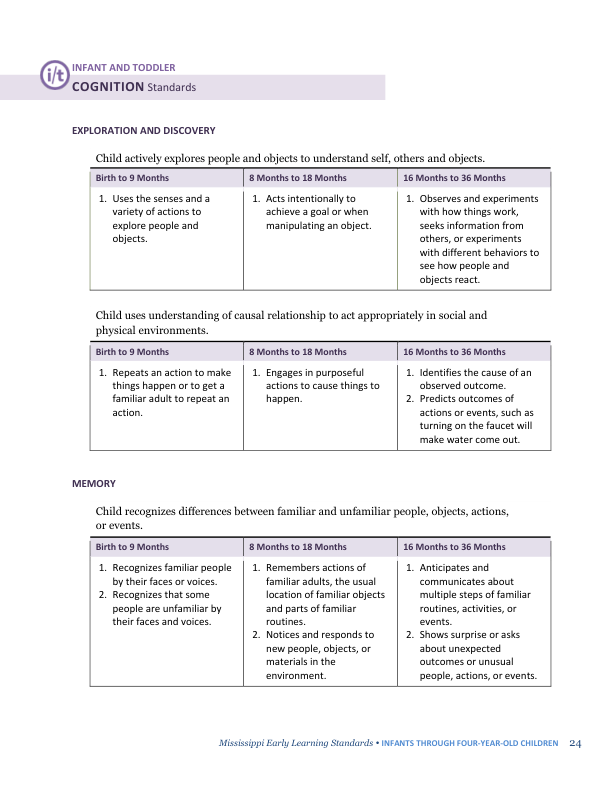 i/t
INFANT AND TODDLER
COGNITION Standards
EXPLORATION AND DISCOVERY
Child actively explores people and objects to understand self, others and objects.
Birth to 9 Months
8 Months to 18 Months
16 Months to 36 Months
1. Uses the senses and a
variety of actions to
explore people and
objects.
1. Acts intentionally to
achieve a goal or when
manipulating an object.
1. Observes and experiments
with how things work,
seeks information from
others, or experiments
with different behaviors to
see how people and
objects react.
Child uses understanding of causal relationship to act appropriately in social and
physical environments.
Birth to 9 Months
8 Months to 18 Months
16 Months to 36 Months
1. Repeats an action to make
things happen or to get a
familiar adult to repeat an
action.
1. Engages in purposeful
actions to cause things to
happen.
1. Identifies the cause of an
observed outcome.
2. Predicts outcomes of
actions or events, such as
turning on the faucet will
make water come out.
MEMORY
Child recognizes differences between familiar and unfamiliar people, objects, actions,
or events.
Birth to 9 Months
8 Months to 18 Months
16 Months to 36 Months
1. Recognizes familiar people
by their faces or voices.
2. Recognizes that some
people are unfamiliar by
their faces and voices.
1. Remembers actions of
familiar adults, the usual
location of familiar objects
and parts of familiar
routines.
2. Notices and responds to
new people, objects, or
materials in the
environment.
1. Anticipates and
communicates about
multiple steps of familiar
routines, activities, or
events.
2. Shows surprise or asks
about unexpected
outcomes or unusual
people, actions, or events.
Mississippi Early Learning Standards • INFANTS THROUGH FOUR-YEAR-OLD CHILDREN 24